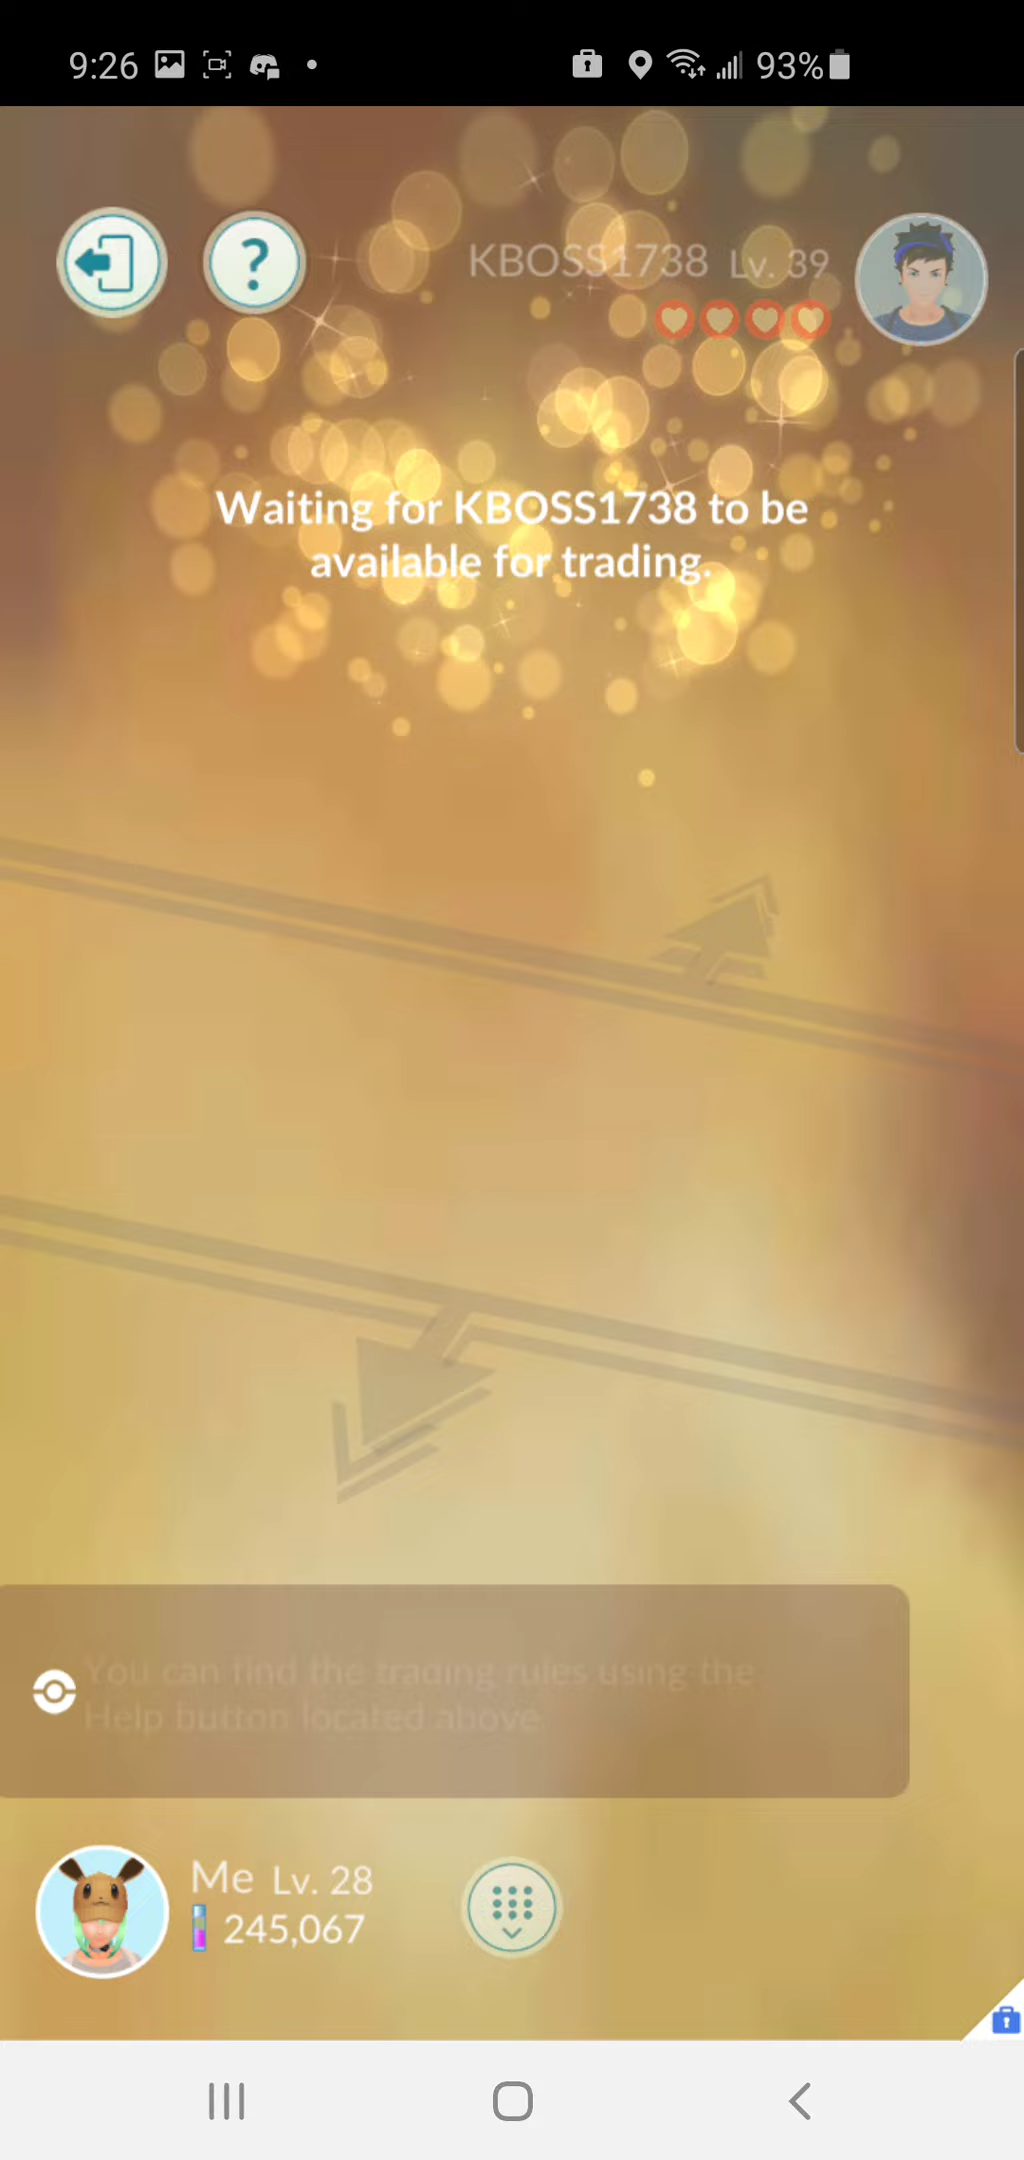 9:26 93%
KBOSS1738 Lv. 39
Waiting for KBOSS1738 to be
available for trading.
You can find the trading rules using the
Help button located above.
Me Lv. 28
245,067